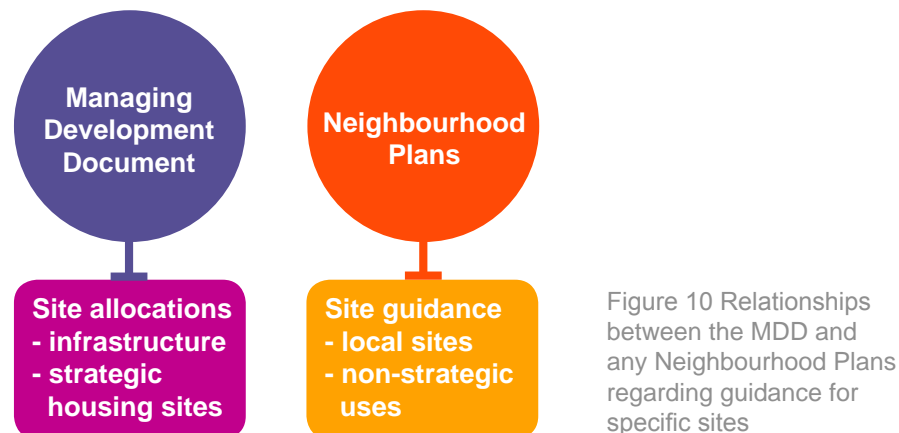 Managing
Development
Document
Neighbourhood
Plans
Site allocations
- infrastructure
- strategic
housing sites
Site guidance
- local sites
- non-strategic
uses
Figure 10 Relationships
between the MDD and
any Neighbourhood Plans
regarding guidance for
specific sites